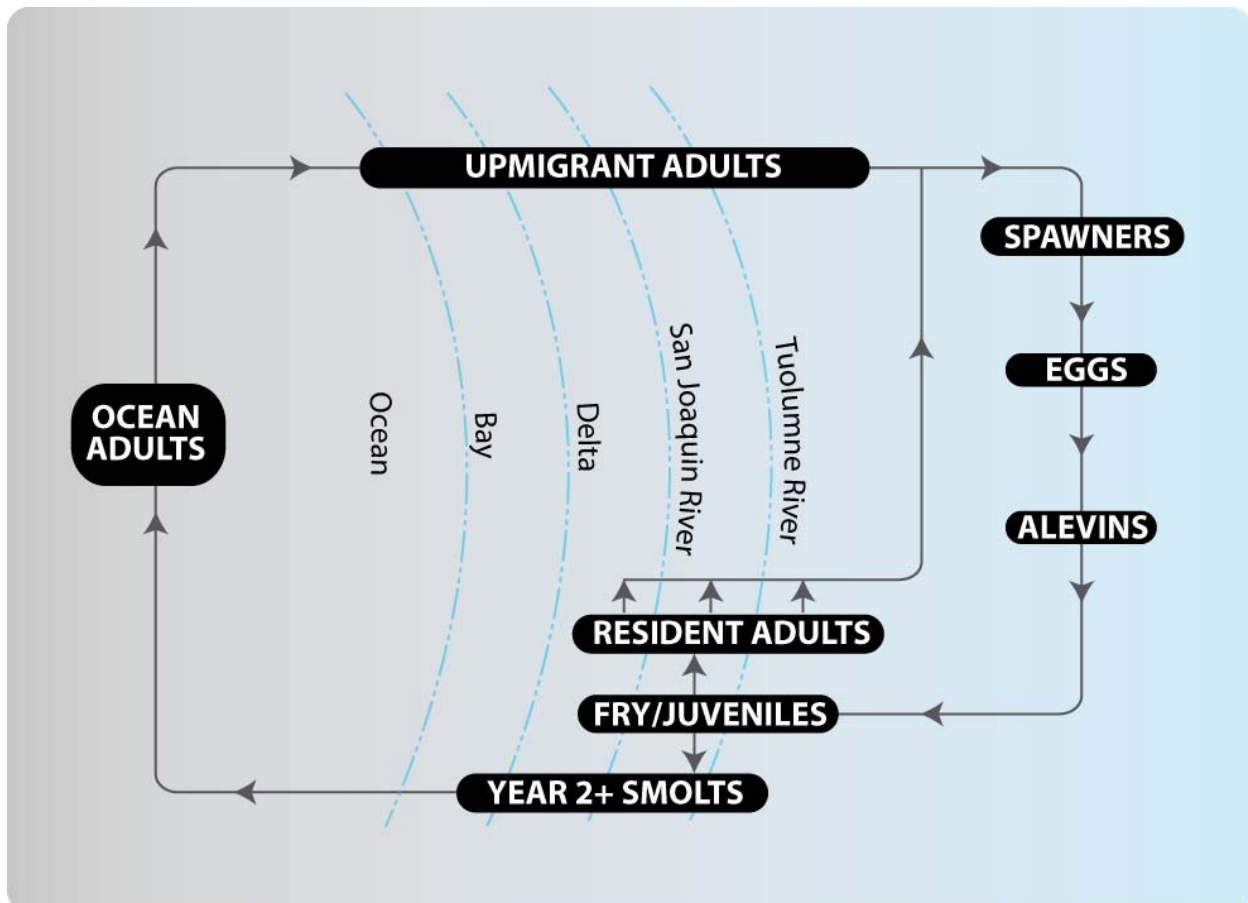 UPMIGRANT ADULTS
SPAWNERS
EGGS
ALEVINS
OCEAN
ADULTS
Ocean
Bay
Delta
San Joaquin River
Tuolumne River
RESIDENT ADULTS
FRY/JUVENILES
YEAR 2+ SMOLTS